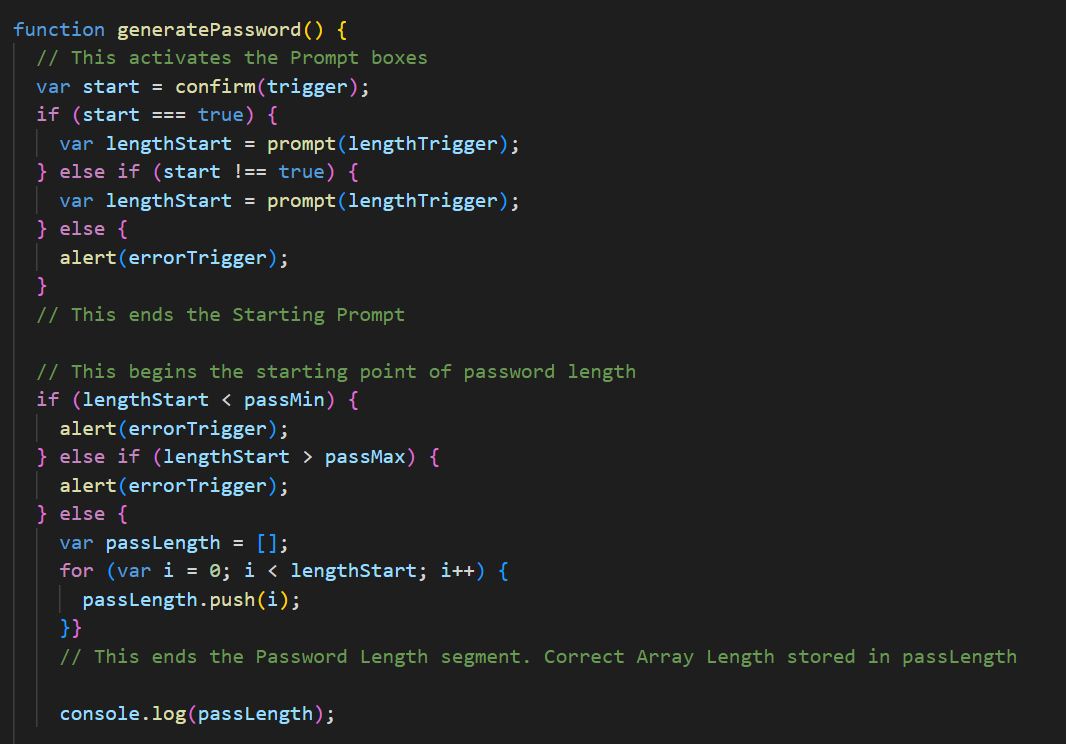 function generatePassword() {
  // This activates the Prompt boxes
  var start = confirm(trigger);
  if (start === true) {
    var lengthStart = prompt(lengthTrigger);
  } else if (start !== true) {
    var lengthStart = prompt(lengthTrigger);
  } else {
    alert(errorTrigger);
  }
  // This ends the Starting Prompt

  // This begins the starting point of password length
  if (lengthStart < passMin) {
    alert(errorTrigger);
  } else if (lengthStart > passMax) {
    alert(errorTrigger);
  } else {
    var passLength = [];
    for (var i = 0; i < lengthStart; i++) {
      passLength.push(i);
    }}
    // This ends the Password Length segment. Correct Array Length stored in passLength

    console.log(passLength);